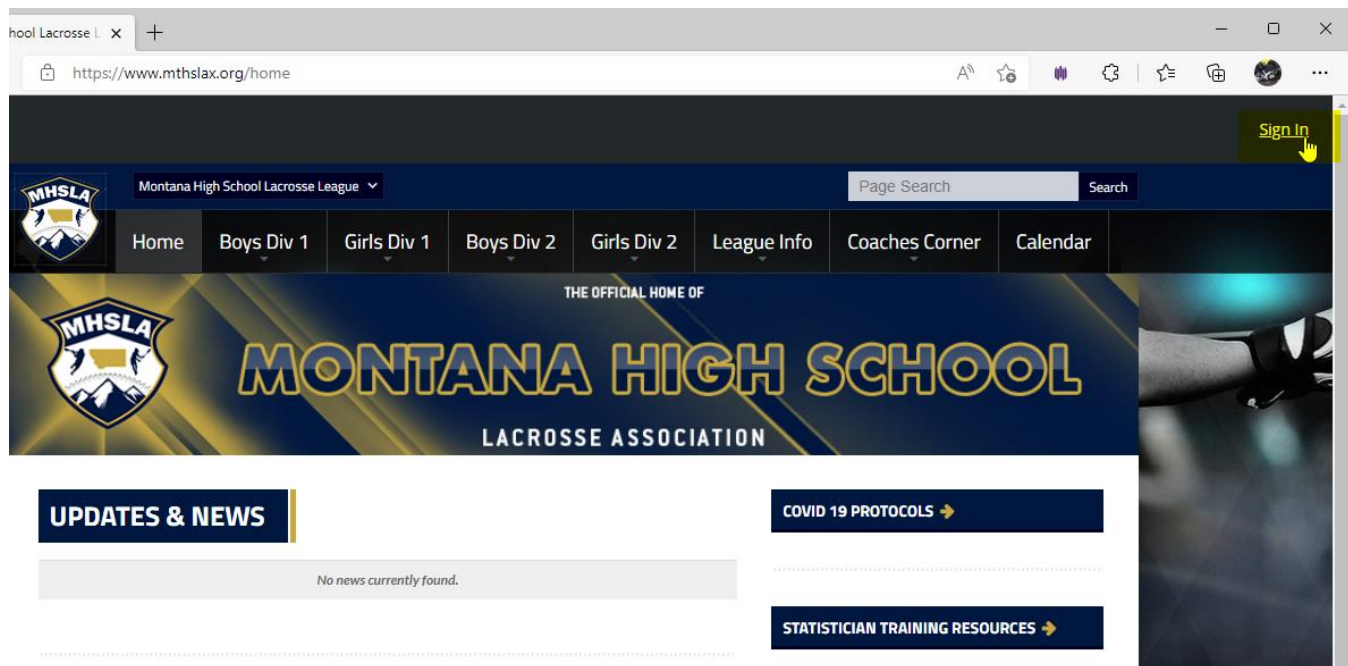 hool Lacrosse L
https://www.mthslax.org/home
Sign In
MHSLA
Montana High School Lacrosse League
Page Search
Search
Home Boys Div 1 Girls Div 1 Boys Div 2 Girls Div 2 League Info Coaches Corner Calendar
THE OFFICIAL HOME OF
MHSLA
MONTANA HIGH SCHOOL
LACROSSE ASSOCIATION
UPDATES & NEWS
COVID 19 PROTOCOLS
No news currently found.
STATISTICIAN TRAINING RESOURCES